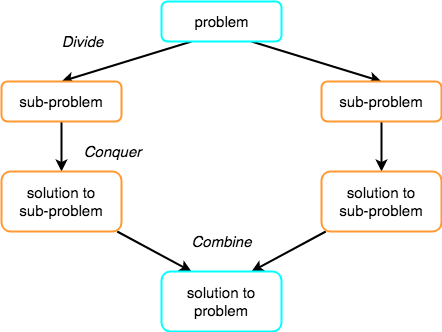 problem
Divide
sub-problem
sub-problem
Conquer
solution to
sub-problem
solution to
sub-problem
Combine
solution to
problem